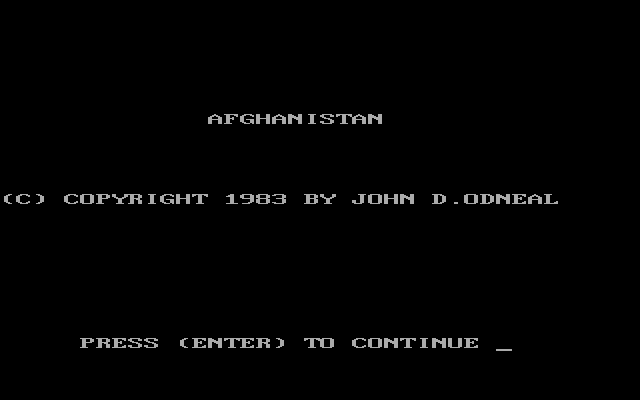 AFGHANISTAN
(C) COPYRIGHT 1983 BY JOHN D.ODNEAL
PRESS (ENTER) TO CONTINUE _